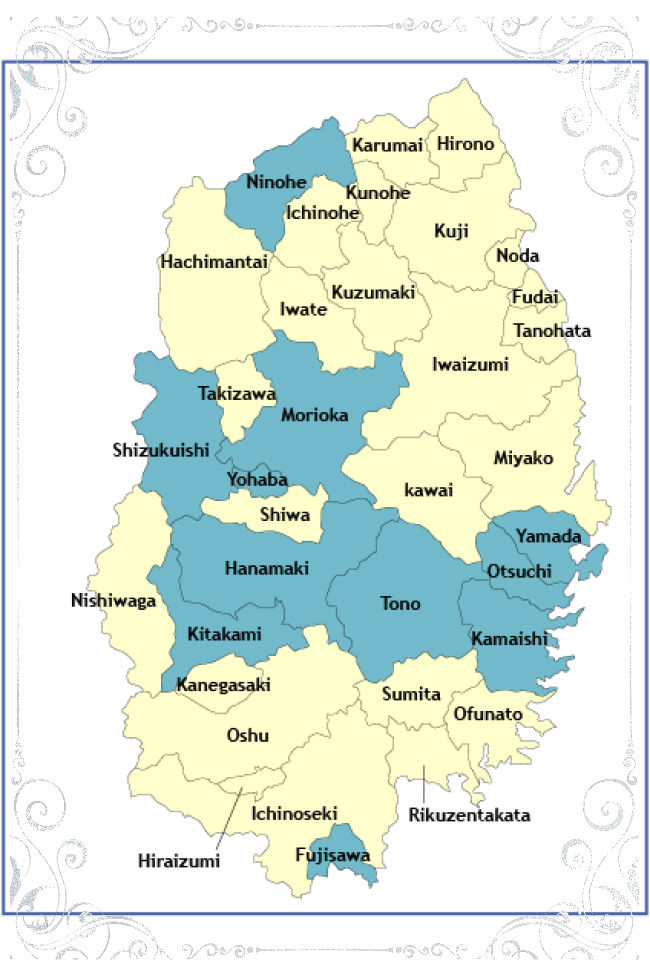 Karumai
Hirono
Ninohe
Kunohe
Ichinohe
Kuji
Noda
Hachimantai
Kuzumaki
Fudai
Iwate
Tanohata
Iwaizumi
Takizawa
Morioka
Shizukuishi
Miyako
Yohaba
kawai
Shiwa
Yamada
Hanamaki
Otsuchi
Nishiwaga
Tono
Kitakami
Kamaishi
Kanegasaki
Sumita
Ofunato
Oshu
Ichinoseki
Rikuzentakata
Hiraizumi
Fujisawa